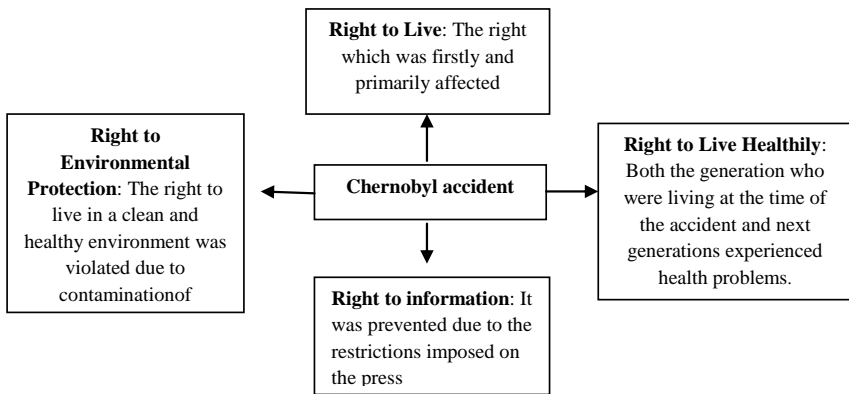 Right to Live: The right
which was firstly and
primarily affected
Right to
Environmental
Protection: The right to
live in a clean and
healthy environment was
violated due to
contaminationof
Chernobyl accident
Right to Live Healthily:
Both the generation who
were living at the time of
the accident and next
generations experienced
health problems.
Right to information: It
was prevented due to the
restrictions imposed on
the press